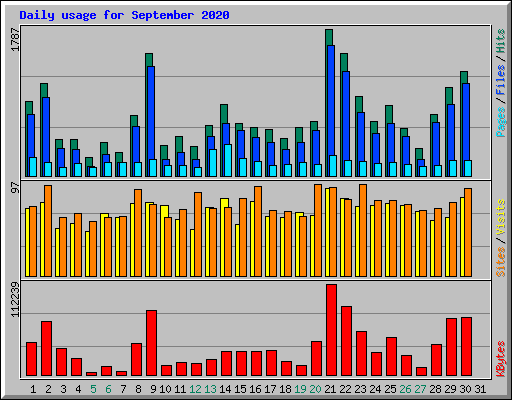 Daily usage for September 2020
1787
Pages / Files / Hits
97
Sites / Visits
112239
KBytes
1 2 3 4 5 6 7 8 9 10 11 12 13 14 15 16 17 18 19 20 21 22 23 24 25 26 27 28 29 30 31